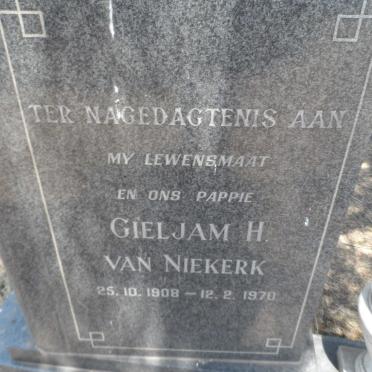 TER NAGEDAGTENIS AAN
MY LEWENSMAAT
EN ONS PAPPIE
GIELJAM H.
VAN NIEKERK
25.10.1908 – 12.2.1970